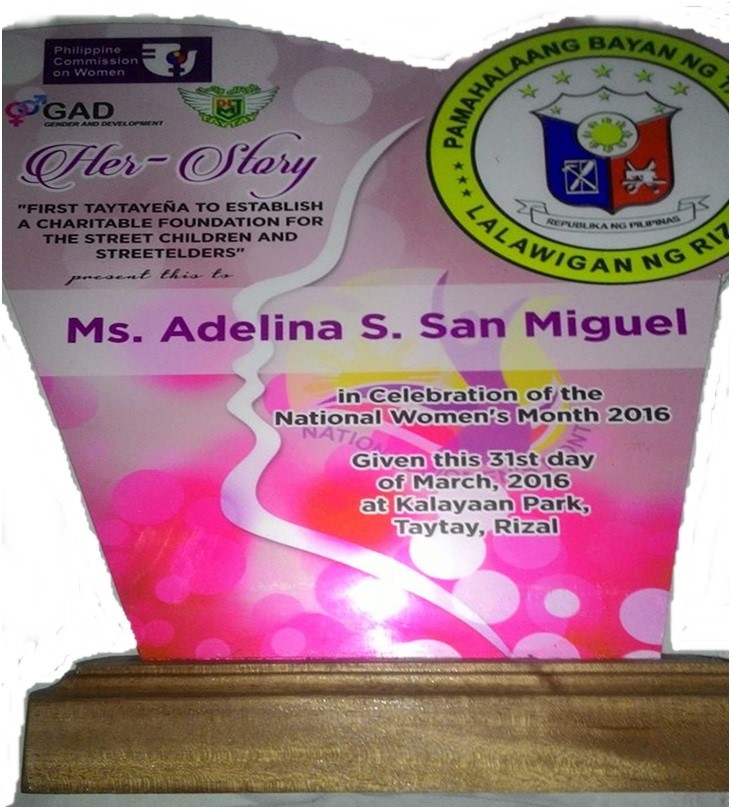 Philippine
Commission
on Women
GAD
GENDER AND DEVELOPMENT
TAYTAY
Her-Story
"FIRST TAYTAYEÑA TO ESTABLISH
A CHARITABLE FOUNDATION FOR
THE STREET CHILDREN AND
STREETELDERS"
present this to
PAMAHALAANG BAYAN NG
REPUBLIKA NG PILIPINAS
LALAWIGAN NG
Ms. Adelina S. San Miguel
in Celebration of the
National Women's Month 2016
Given this 31st day
of March, 2016
at Kalayaan Park,
Taytay, Rizal